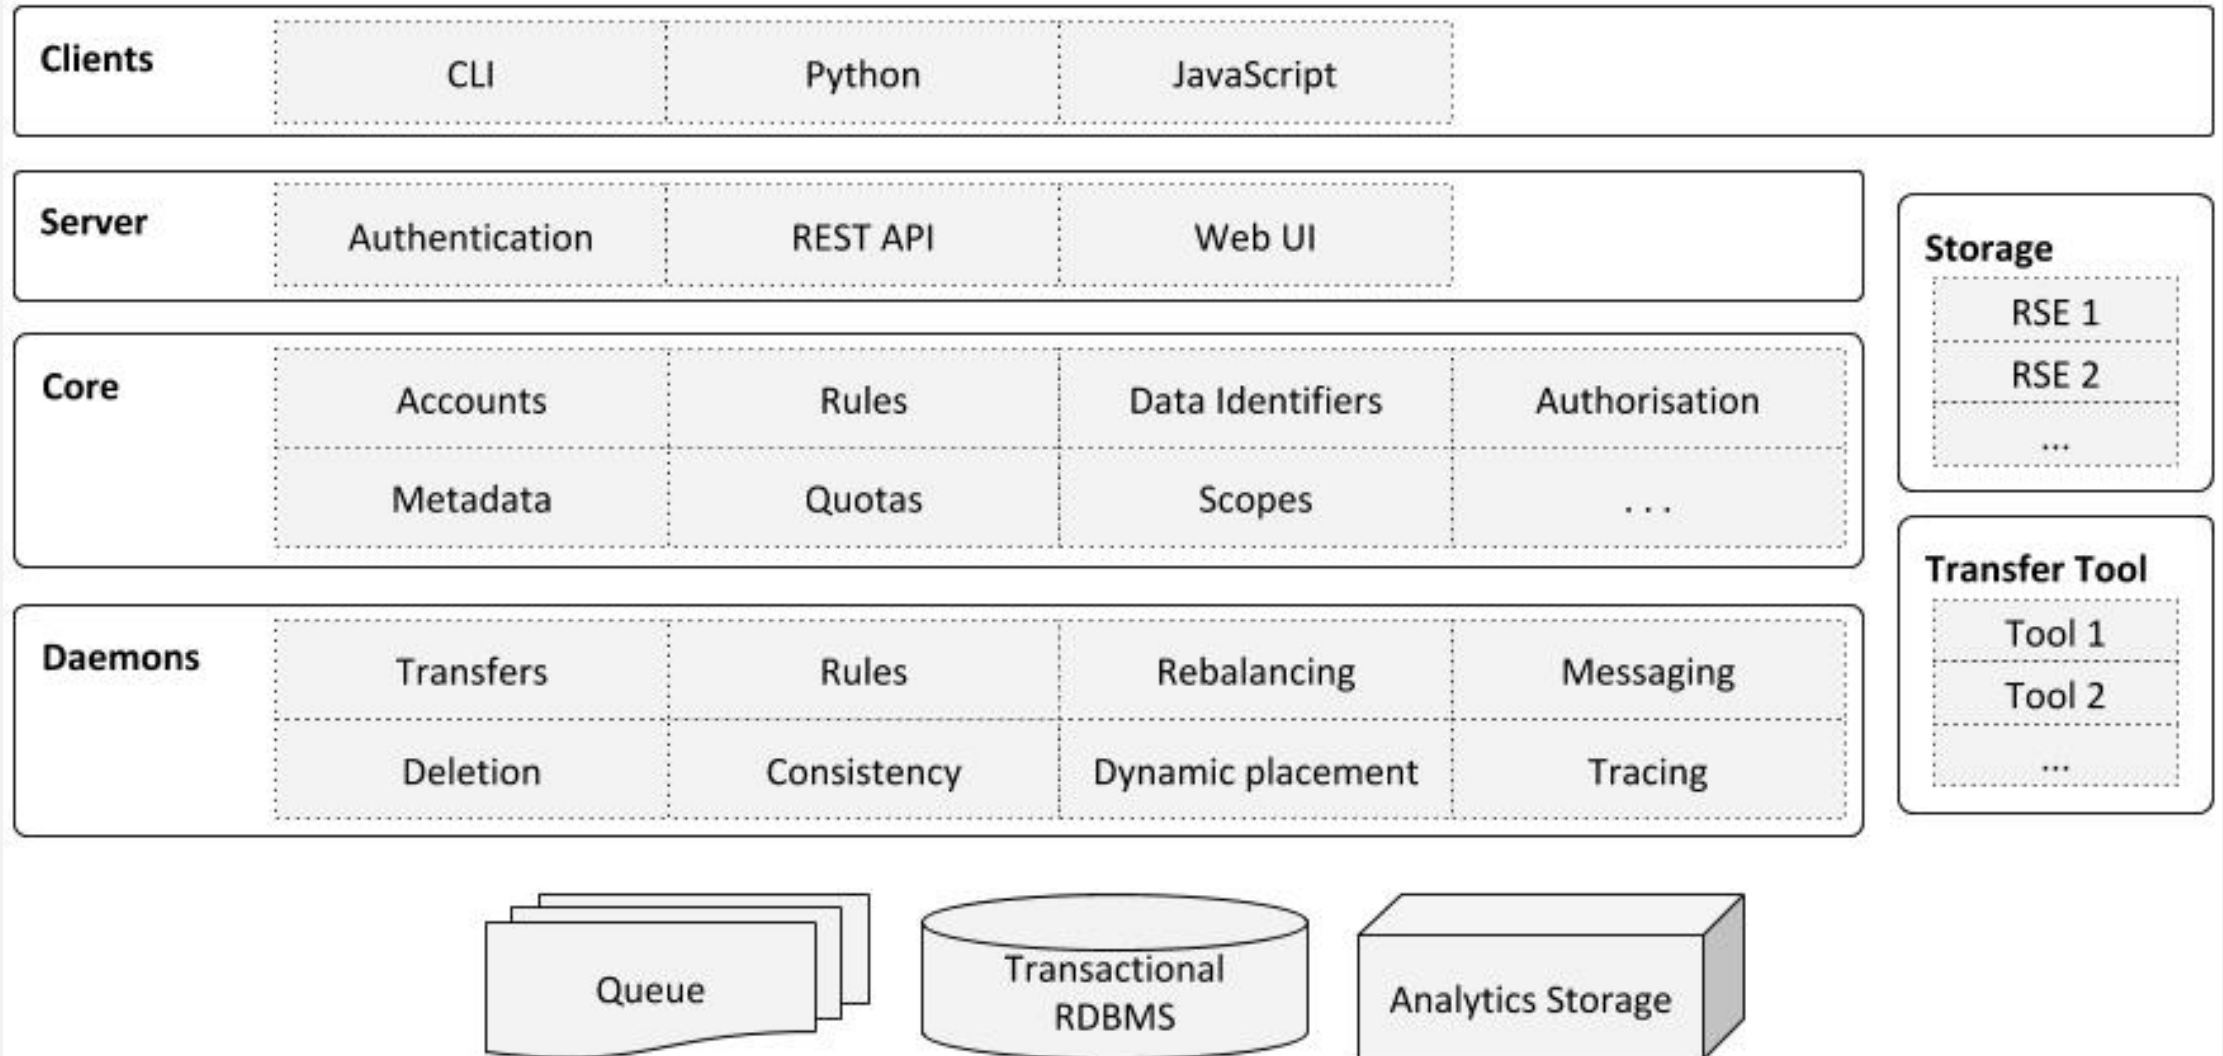 Clients
CLI
Python
JavaScript
Server
Authentication
REST API
Web UI
Core
Accounts
Rules
Data Identifiers
Authorisation
Metadata
Quotas
Scopes
. . .
Daemons
Transfers
Rules
Rebalancing
Messaging
Deletion
Consistency
Dynamic placement
Tracing
Storage
RSE 1
RSE 2
...
Transfer Tool
Tool 1
Tool 2
...
Queue
Transactional
RDBMS
Analytics Storage